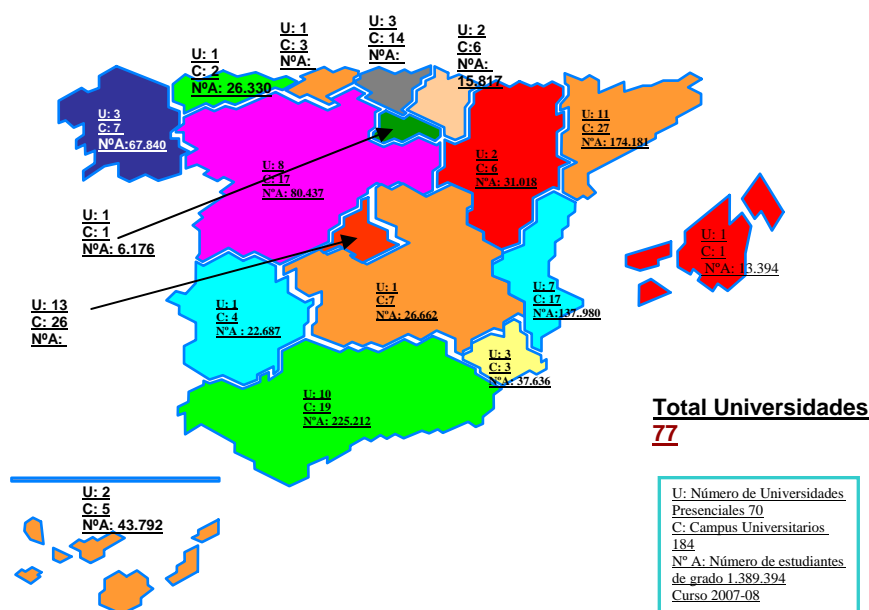 U: 1
C: 2
NºA: 26.330
U: 1
C: 3
NºA:
U: 3
C: 14
NºA:
U: 2
C:6
NºA:
15.817
U: 3
C: 7
NºA:67.840
U: 8
C: 17
NºA: 80.437
U: 2
C: 6
NºA: 31.018
U: 11
C: 27
NºA: 174.181
U: 1
C: 1
NºA: 6.176
U: 1
C: 1
NºA: 13.394
U: 13
C: 26
NºA:
U: 1
C: 4
NºA : 22.687
U: 1
C:7
NºA: 26.662
U: 7
C: 17
NºA:137..980
U: 3
C: 3
NºA: 37.636
U: 10
C: 19
NºA: 225.212
Total Universidades
77
U: 2
C: 5
NºA: 43.792
U: Número de Universidades
Presenciales 70
C: Campus Universitarios
184
Nº A: Número de estudiantes
de grado 1.389.394
Curso 2007-08